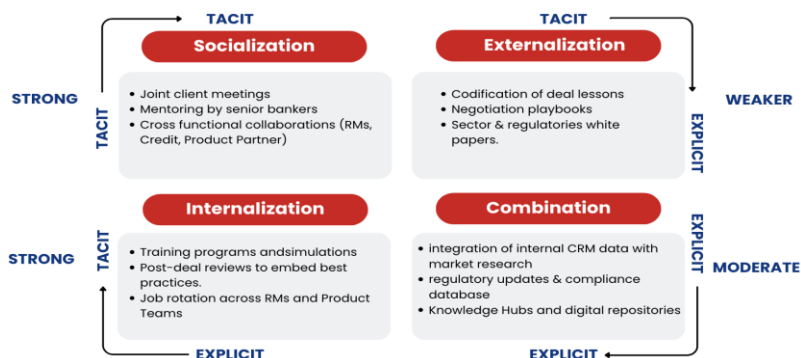 TACIT
Socialization
STRONG
TACIT
• Joint client meetings
• Mentoring by senior bankers
• Cross functional collaborations (RMs,
Credit, Product Partner)
TACIT
Externalization
• Codification of deal lessons
• Negotiation playbooks
• Sector & regulatories white
papers.
WEAKER
EXPLICIT
Internalization
STRONG
TACIT
• Training programs andsimulations
• Post-deal reviews to embed best
practices.
• Job rotation across RMs and Product
Teams
EXPLICIT
Combination
• integration of internal CRM data with
market research
• regulatory updates & compliance
database
• Knowledge Hubs and digital repositories
EXPLICIT
MODERATE
EXPLICIT